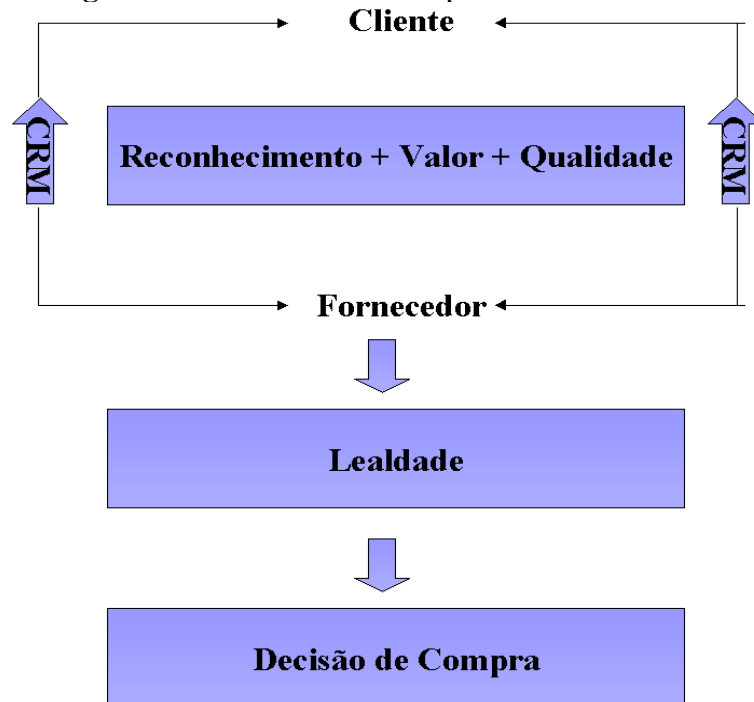 Cliente
CRM
Reconhecimento + Valor + Qualidade
CRM
Fornecedor
Lealdade
Decisão de Compra